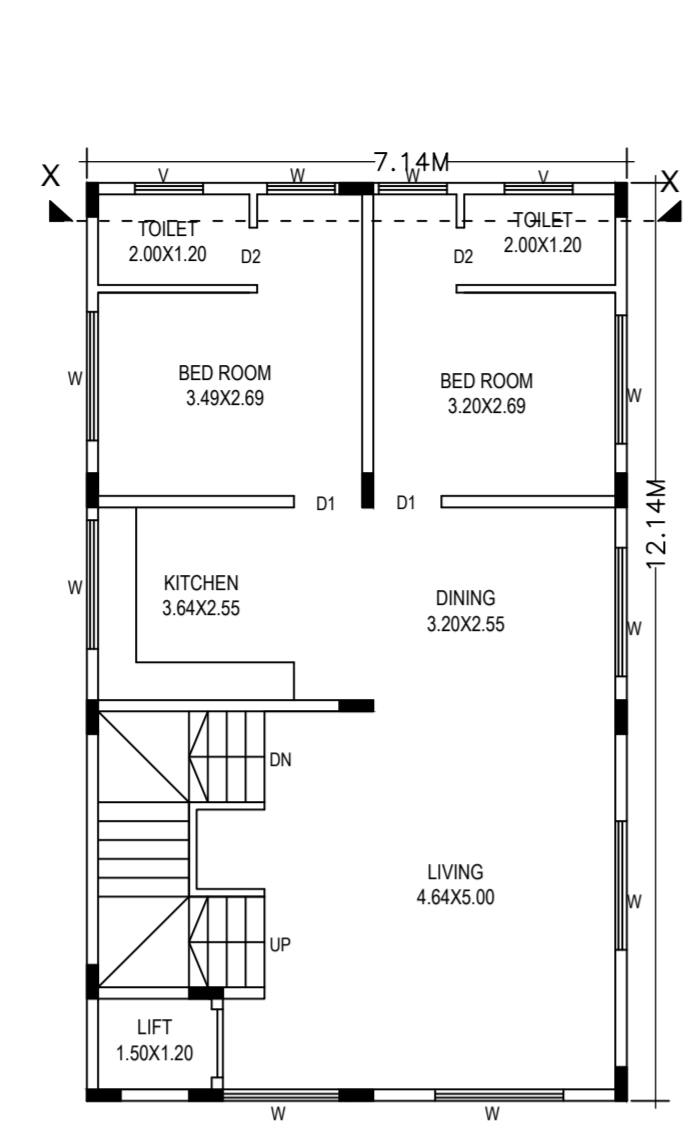 7.14M
X
V
W
W
V
X
TOILET
2.00X1.20
D2
D2
TOILET
2.00X1.20
W
BED ROOM
3.49X2.69
BED ROOM
3.20X2.69
W
D1
D1
12.14M
W
KITCHEN
3.64X2.55
DINING
3.20X2.55
W
DN
LIVING
4.64X5.00
W
UP
LIFT
1.50X1.20
W
W